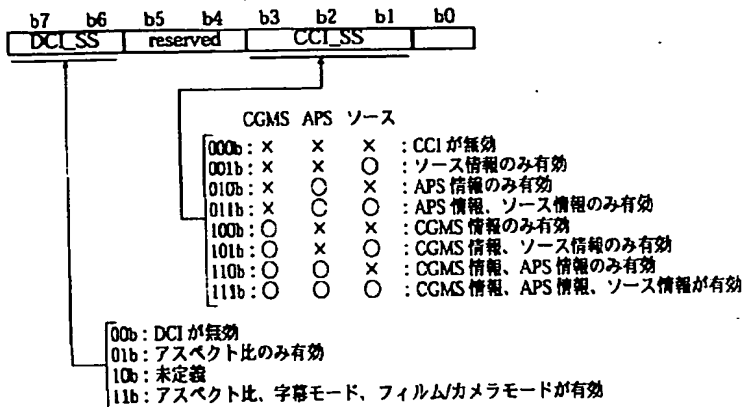 b7 b6 b5 b4 b3 b2 b1 b0
DCI_SS reserved CCI_SS
CGMS APS ソース
000b : × × × : CCIが無効
001b : × × ○ : ソース情報のみ有効
010b : × ○ × : APS情報のみ有効
011b : × ○ ○ : APS情報、ソース情報のみ有効
100b : ○ × × : CGMS情報のみ有効
101b : ○ × ○ : CGMS情報、ソース情報のみ有効
110b : ○ ○ × : CGMS情報、APS情報のみ有効
111b : ○ ○ ○ : CGMS情報、APS情報、ソース情報が有効
00b : DCIが無効
01b : アスペクト比のみ有効
10b : 未定義
11b : アスペクト比、字幕モード、フィルム/カメラモードが有効